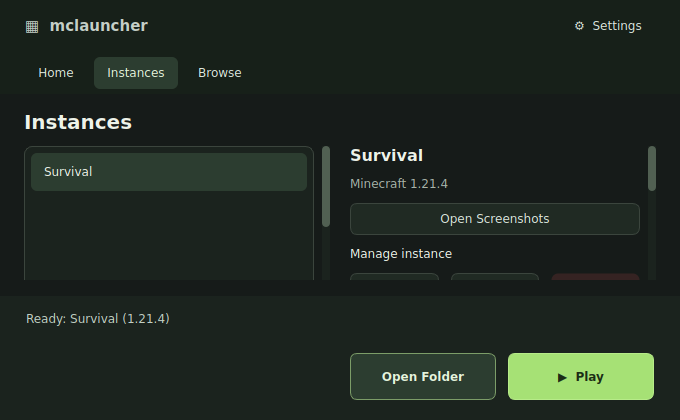 mclauncher
Settings
Home
Instances
Browse
Instances
Survival
Survival
Minecraft 1.21.4
Open Screenshots
Manage instance
Ready: Survival (1.21.4)
Open Folder
Play